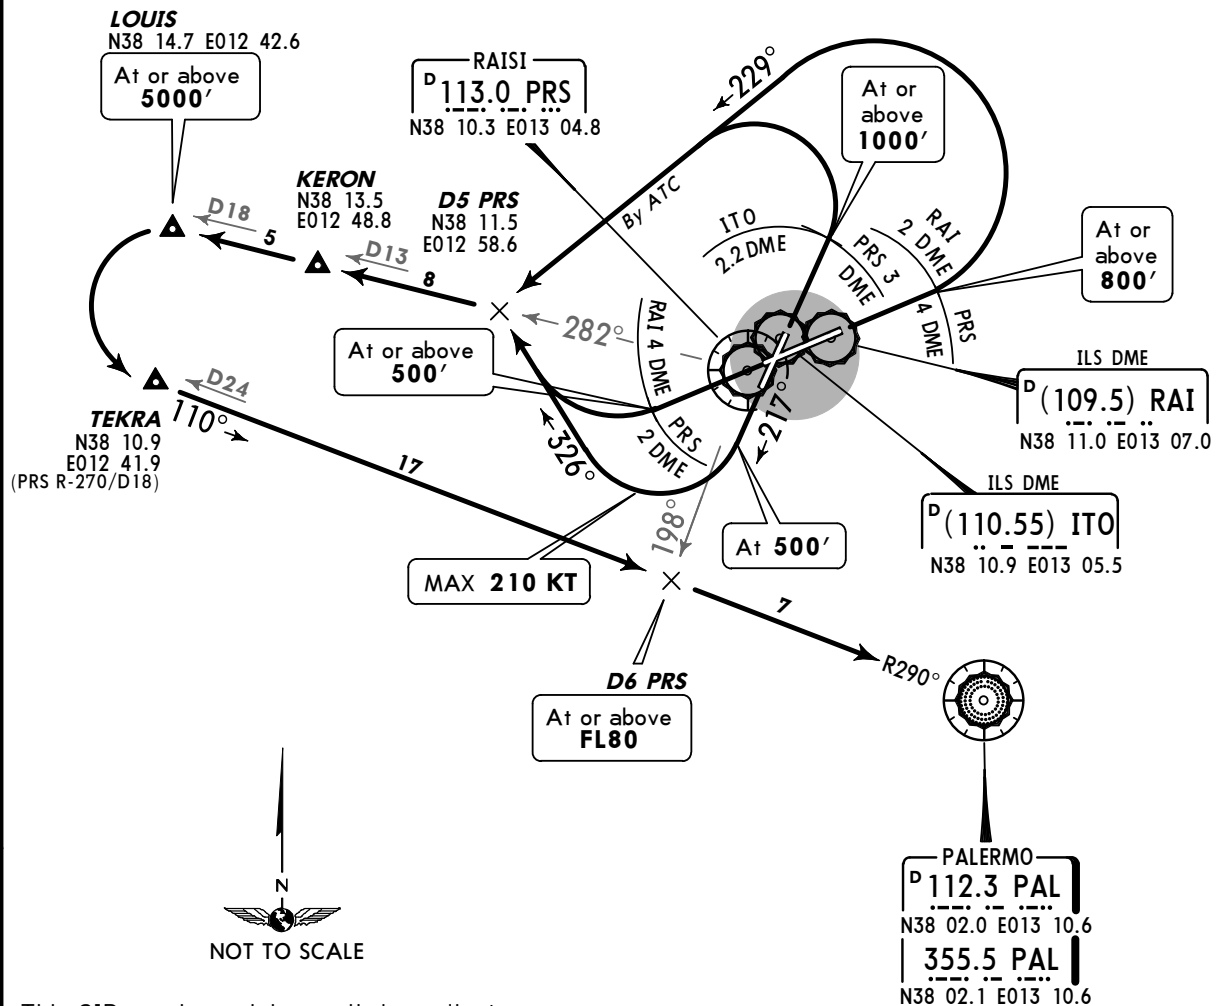 LOUIS
N38 14.7 E012 42.6
At or above
5000′
RAISI
D 113.0 PRS
N38 10.3 E013 04.8
←229°
At or
above
1000′
KERON
N38 13.5
E012 48.8
D5 PRS
N38 11.5
E012 58.6
By ATC
D18
5
D13
8
ITO
2.2 DME
PRS 3
DME
RAI
2 DME
4 DME
PRS
At or
above
800′
282°
RAI 4 DME
At or above
500′
ILS DME
D (109.5) RAI
N38 11.0 E013 07.0
D24
110°
TEKRA
N38 10.9
E012 41.9
(PRS R-270/D18)
17
326°
PRS
2 DME
217°
198°
ILS DME
D (110.55) ITO
N38 10.9 E013 05.5
At 500′
MAX 210 KT
7
R290°
D6 PRS
At or above
FL80
N
NOT TO SCALE
PALERMO
D 112.3 PAL
N38 02.0 E013 10.6
355.5 PAL
N38 02.1 E013 10.6